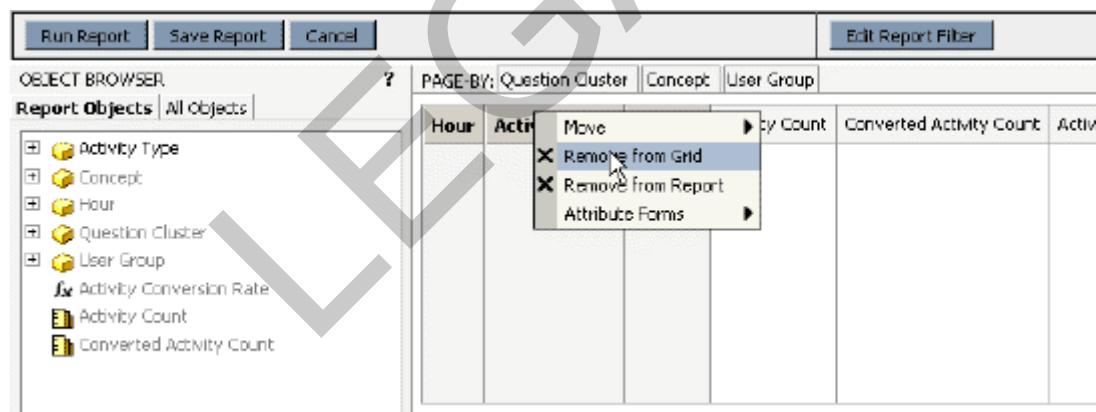 Run Report Save Report Cancel Edit Report Filter
OBJECT BROWSER ? PAGE-BY: Question Cluster Concept User Group
Report Objects All Objects
Hour Converted Activity Count
Move
Remove from Grid
Remove from Report
Attribute Forms
Activity Type
Concept
Hour
Question Cluster
User Group
fx Activity Conversion Rate
Activity Count
Converted Activity Count